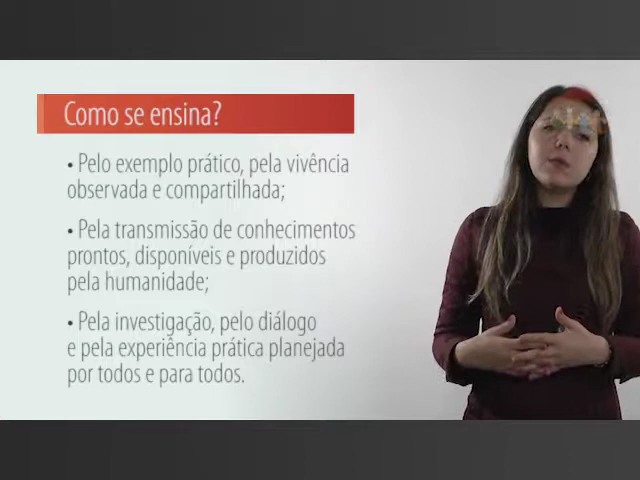 Como se ensina?
• Pelo exemplo prático, pela vivência
observada e compartilhada;
• Pela transmissão de conhecimentos
prontos, disponíveis e produzidos
pela humanidade;
• Pela investigação, pelo diálogo
e pela experiência prática planejada
por todos e para todos.